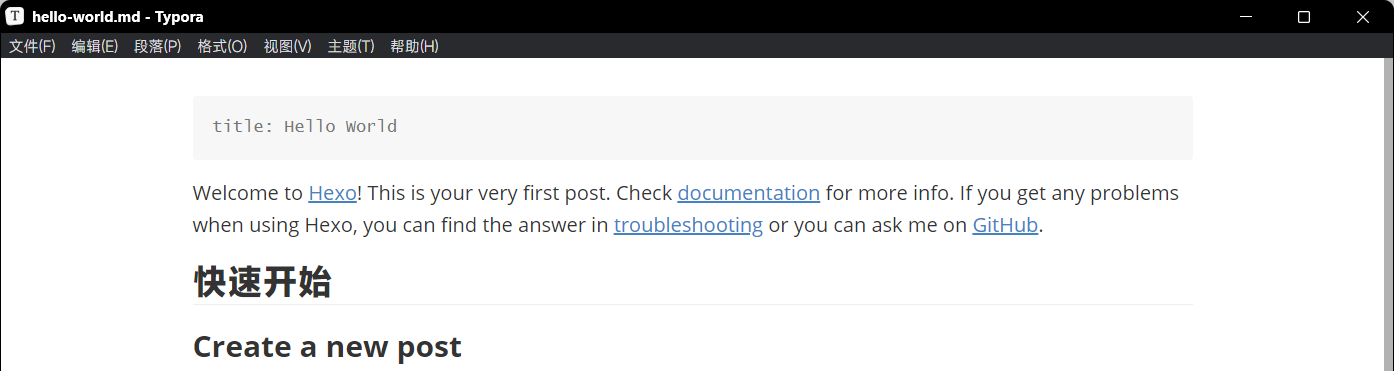 T hello-world.md - Typora
文件(F) 编辑(E) 段落(P) 格式(O) 视图(V) 主题(T) 帮助(H)
title: Hello World
Welcome to Hexo! This is your very first post. Check documentation for more info. If you get any problems
when using Hexo, you can find the answer in troubleshooting or you can ask me on GitHub.
快速开始
Create a new post